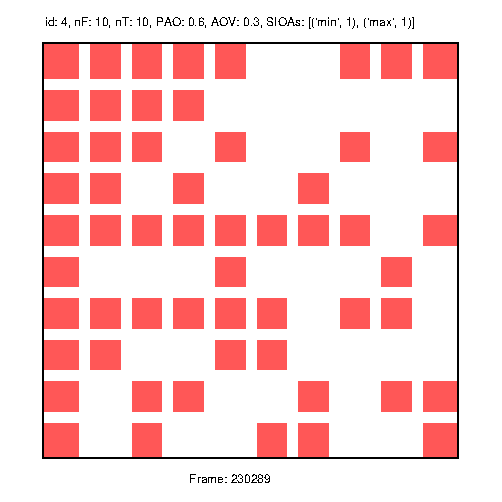 id: 4, nF: 10, nT: 10, PAO: 0.6, AOV: 0.3, SIOAs: [('min', 1), ('max', 1)]
Frame: 230289